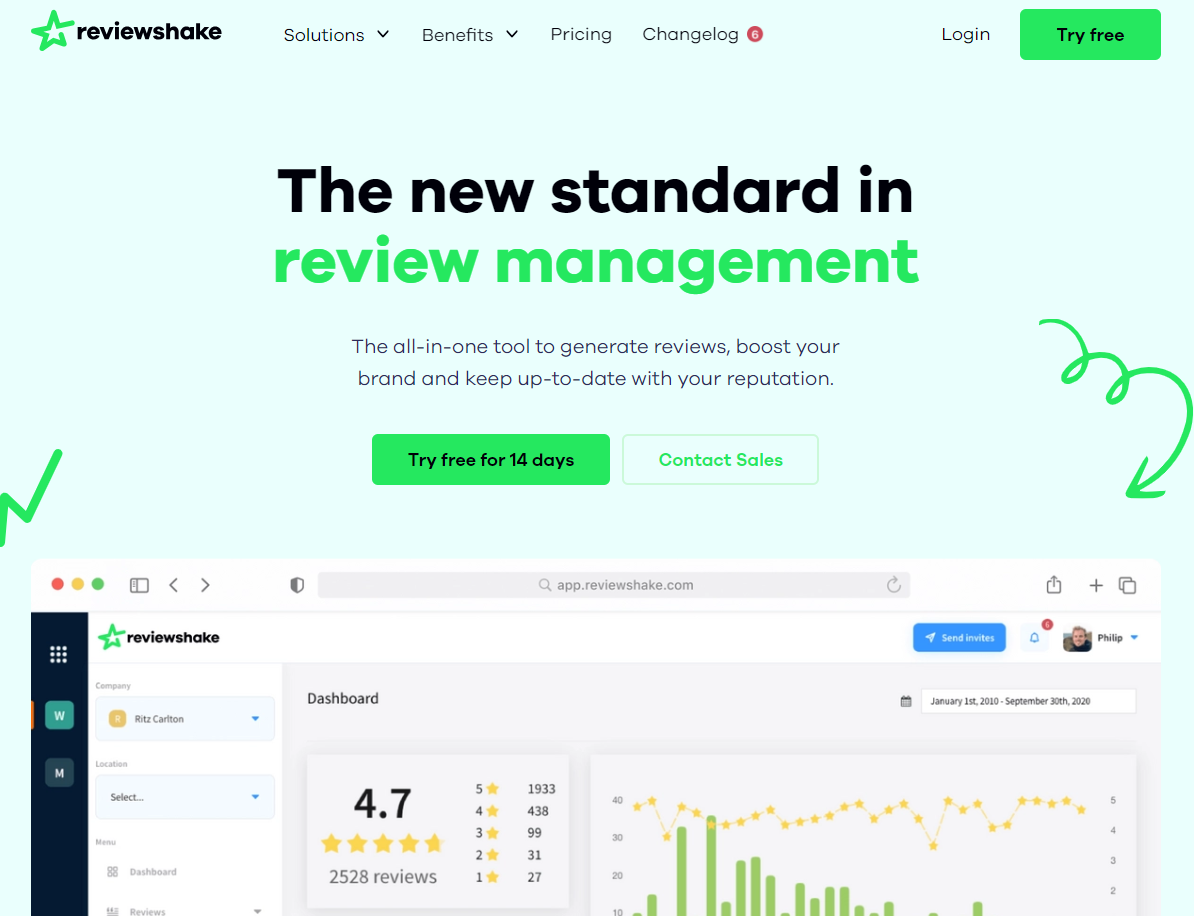 reviewshake Solutions Benefits Pricing Changelog 6 Login Try free
The new standard in
review management
The all-in-one tool to generate reviews, boost your
brand and keep up-to-date with your reputation.
Try free for 14 days Contact Sales
app.reviewshake.com
reviewshake Send invites 6 Philip
Company
R Ritz Carlton
Dashboard January 1st, 2010 - September 30th, 2020
W
Location
M
Select...
4.7
2528 reviews
5 1933
4 438
3 99
2 31
1 27
40 5
30 4
3
20 2
10
Menu
Dashboard
Reviews